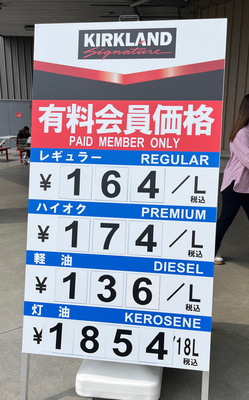 KIRKLAND
Signature
有料会員価格
PAID MEMBER ONLY
レギュラー REGULAR
¥164/L
税込
ハイオク PREMIUM
¥174/L
税込
軽油 DIESEL
¥136/L
税込
灯油 KEROSENE
¥1854/18L
税込